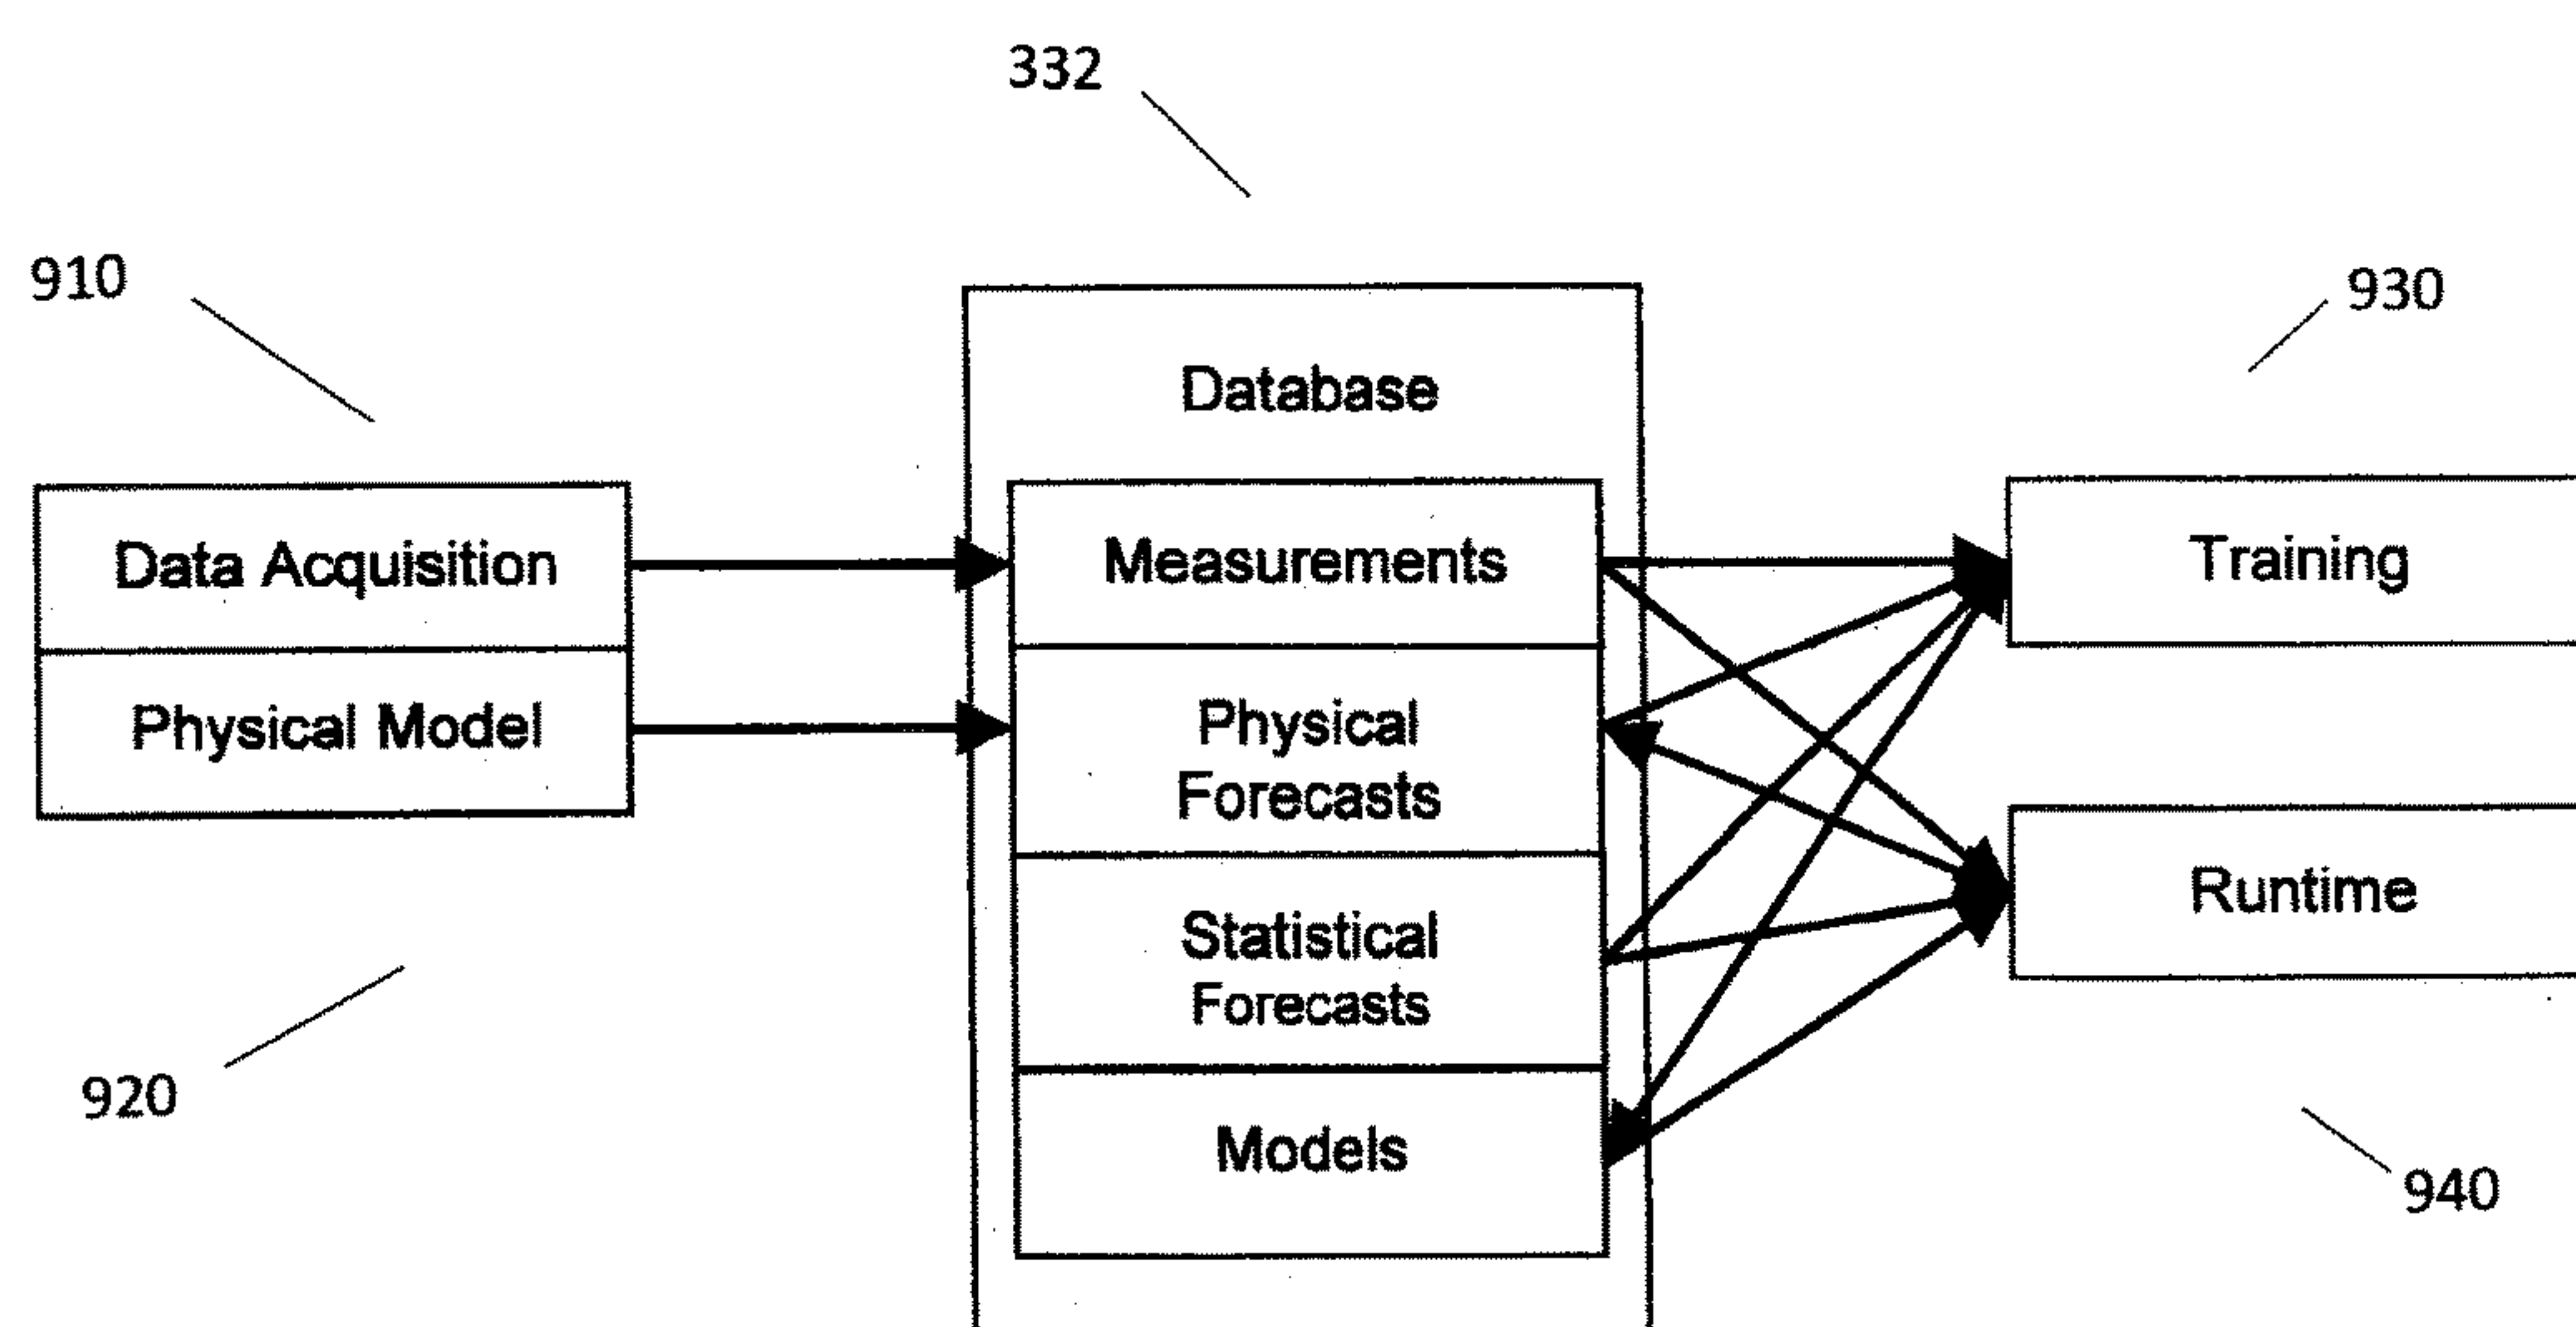 332
910
930
Database
Data Acquisition
Measurements
Training
Physical Model
Physical
Forecasts
Runtime
Statistical
Forecasts
920
Models
940